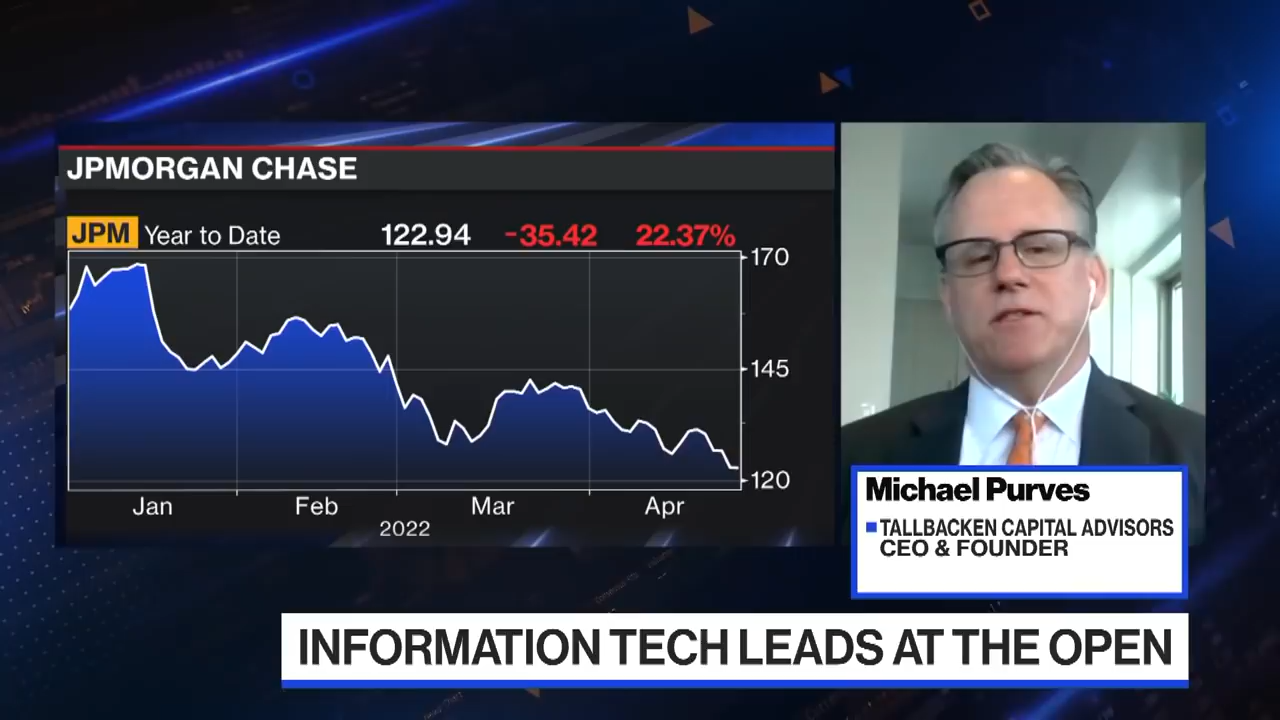 JPMORGAN CHASE
JPM Year to Date 122.94 -35.42 22.37%
170
145
120
Jan Feb Mar Apr
2022
Michael Purves
TALLBACKEN CAPITAL ADVISORS
CEO & FOUNDER
INFORMATION TECH LEADS AT THE OPEN